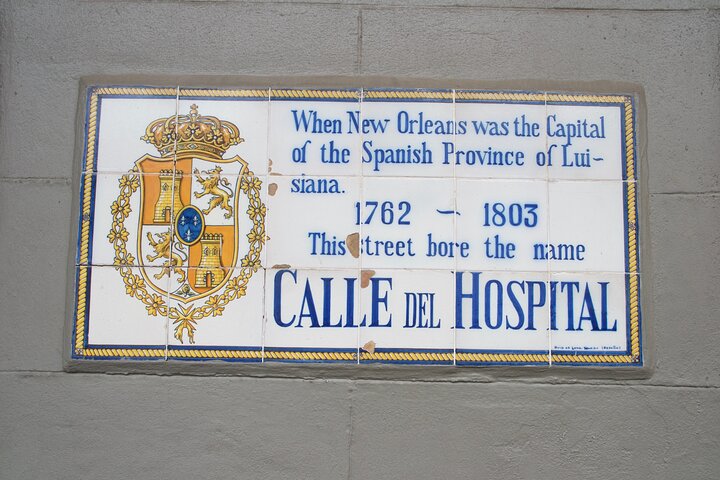 When New Orleans was the Capital
of the Spanish Province of Lui-
siana.
1762 ~ 1803
This street bore the name
CALLE DEL HOSPITAL